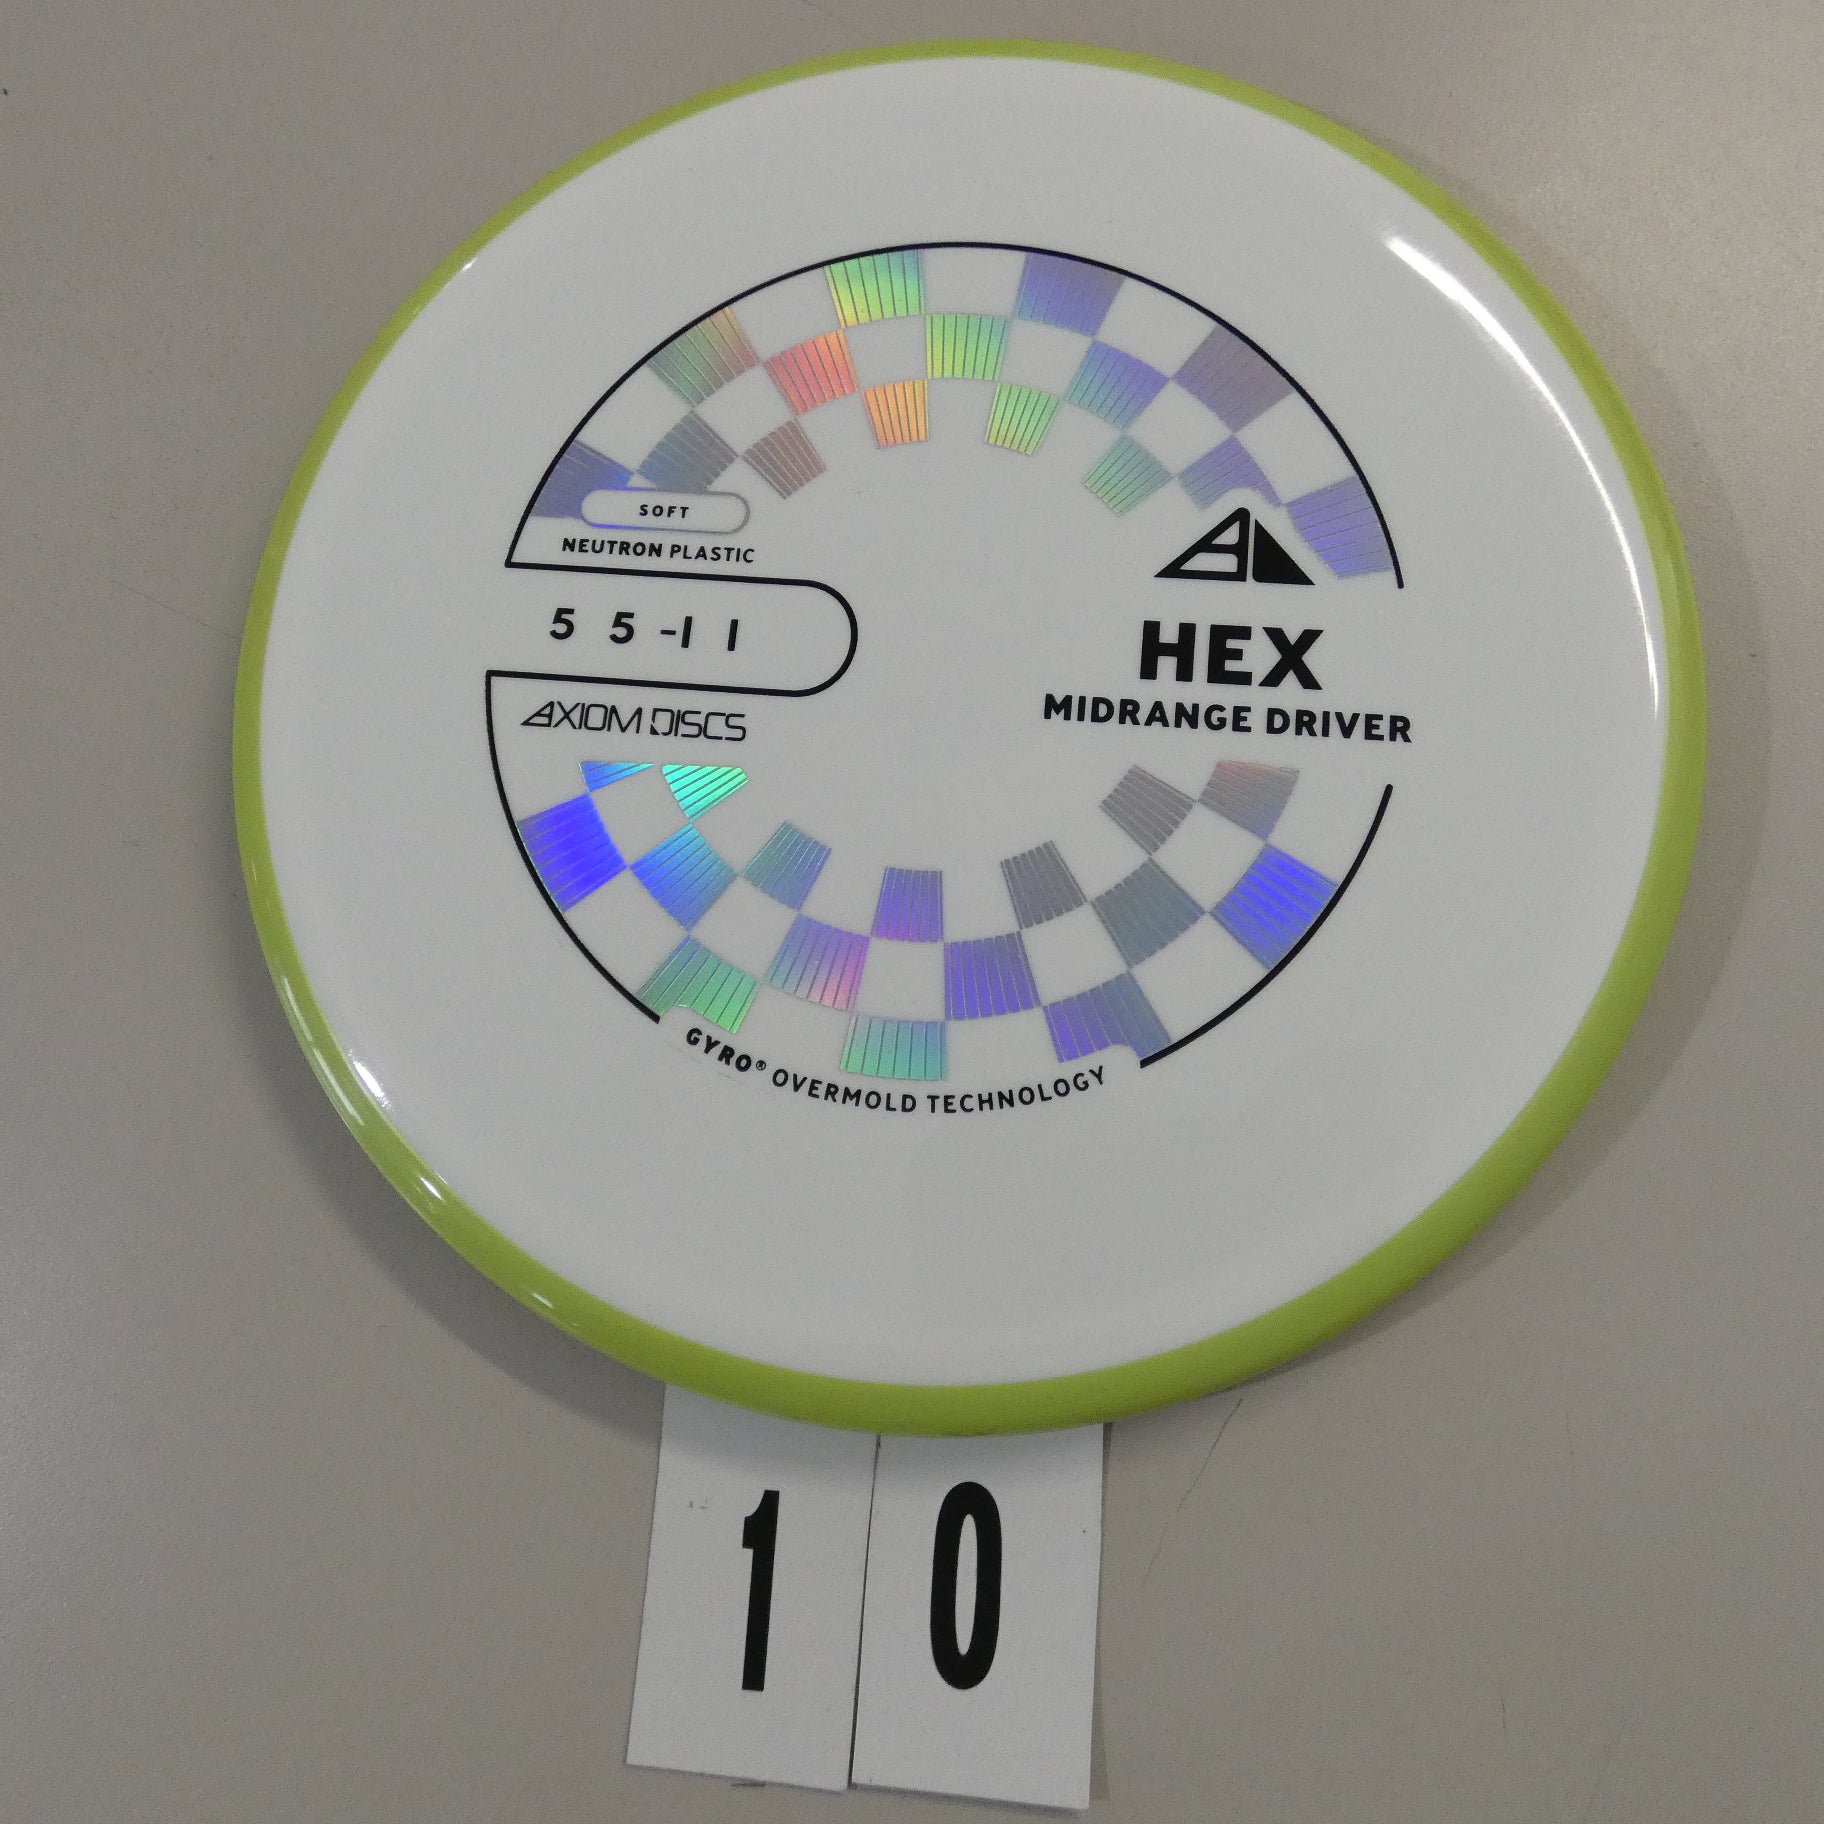 SOFT
NEUTRON PLASTIC
5 5 -1 1
AXIOM DISCS
HEX
MIDRANGE DRIVER
GYRO® OVERMOLD TECHNOLOGY
1 0